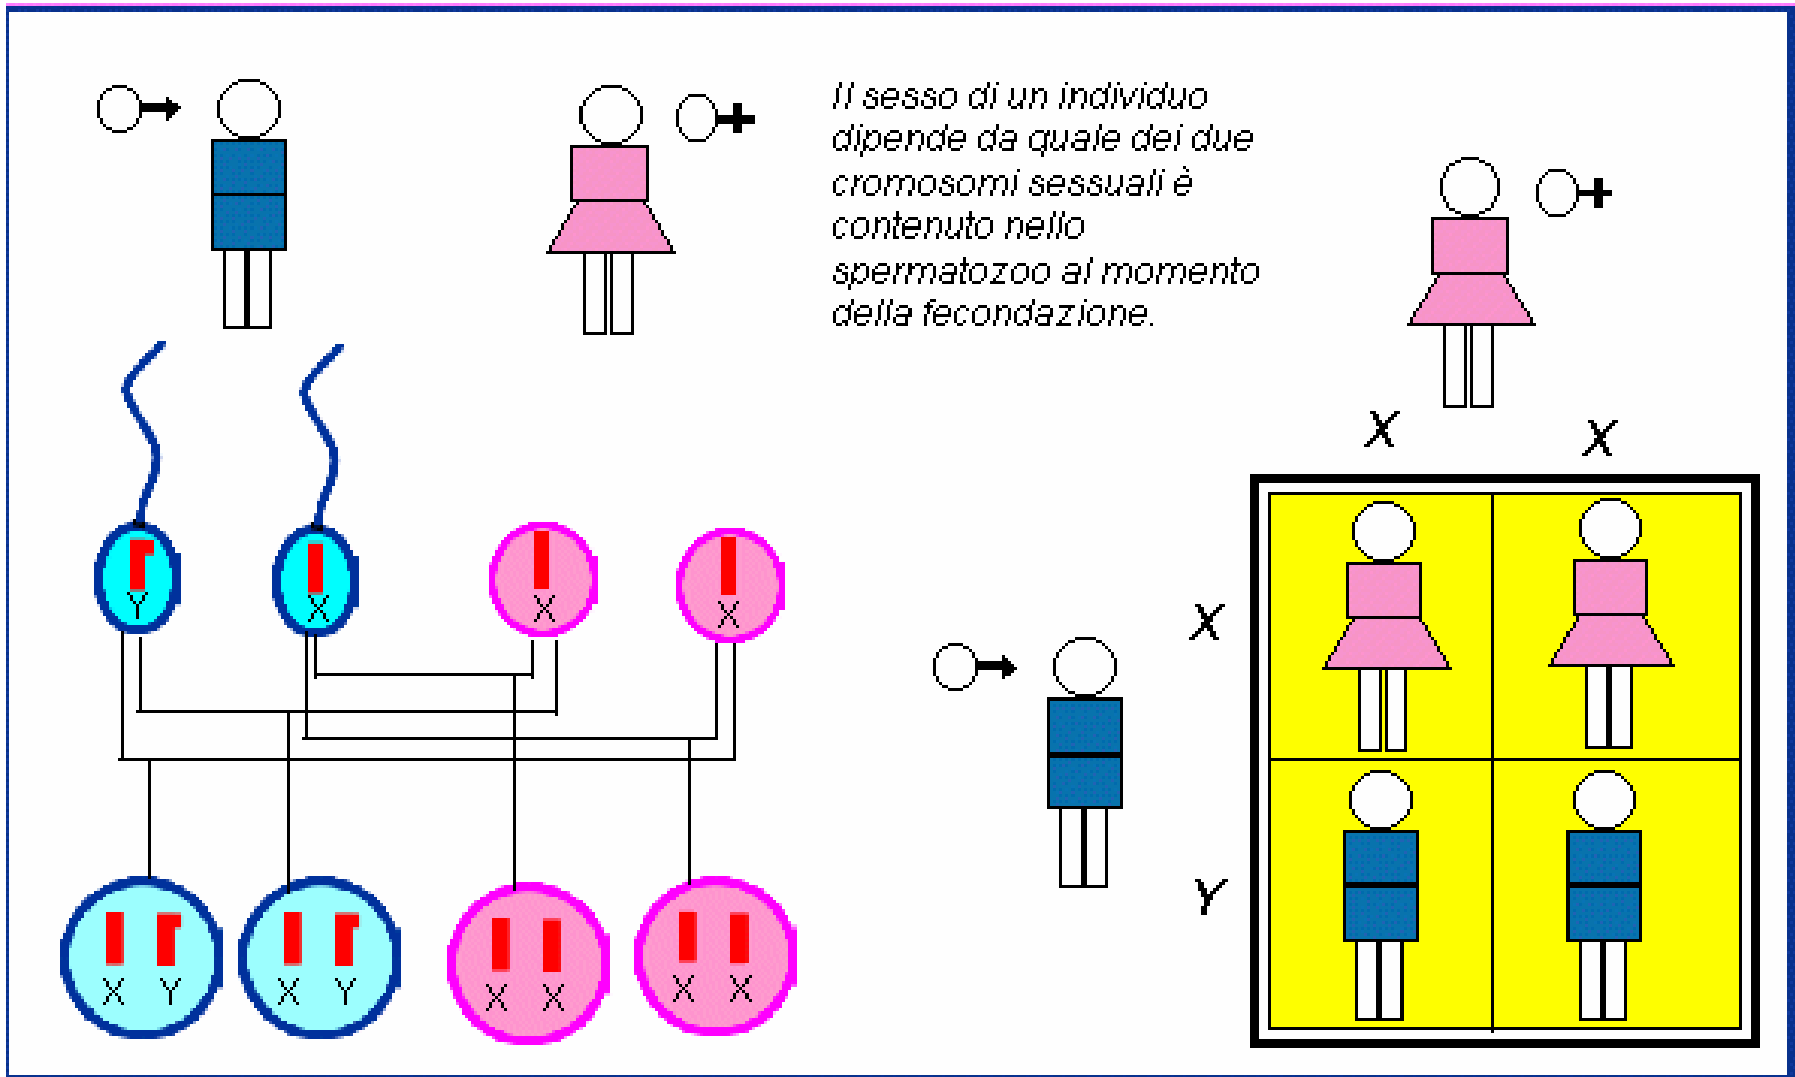 Il sesso di un individuo
dipende da quale dei due
cromosomi sessuali è
contenuto nello
spermatozoo al momento
della fecondazione.
X X
Y X X X
X
Y
X Y X Y X X X X